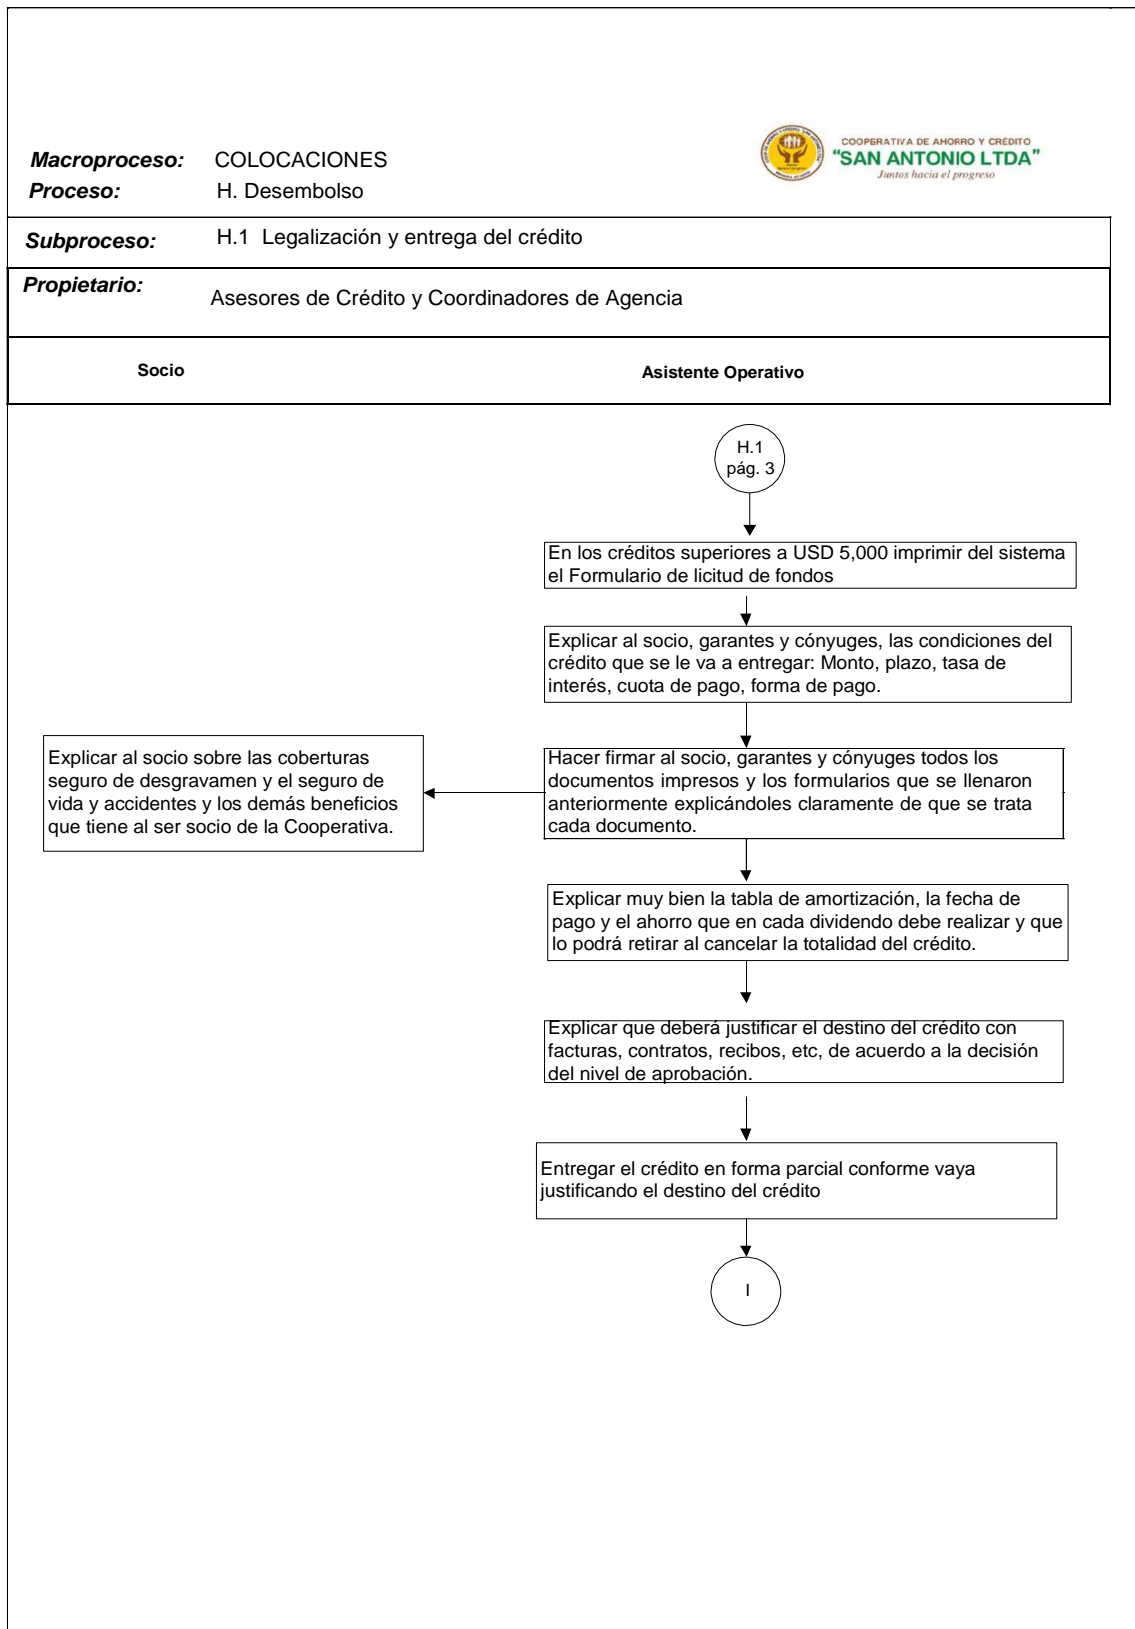 Macroproceso: COLOCACIONES
COOPERATIVA DE AHORRO Y CRÉDITO
"SAN ANTONIO LTDA"
Juntos hacia el progreso
Proceso: H. Desembolso
Subproceso: H.1 Legalización y entrega del crédito
Propietario:
Asesores de Crédito y Coordinadores de Agencia
Socio
Asistente Operativo
H.1
pág. 3
En los créditos superiores a USD 5,000 imprimir del sistema
el Formulario de licitud de fondos
Explicar al socio, garantes y cónyuges, las condiciones del
crédito que se le va a entregar: Monto, plazo, tasa de
interés, cuota de pago, forma de pago.
Hacer firmar al socio, garantes y cónyuges todos los
documentos impresos y los formularios que se llenaron
anteriormente explicándoles claramente de que se trata
cada documento.
Explicar al socio sobre las coberturas
seguro de desgravamen y el seguro de
vida y accidentes y los demás beneficios
que tiene al ser socio de la Cooperativa.
Explicar muy bien la tabla de amortización, la fecha de
pago y el ahorro que en cada dividendo debe realizar y que
lo podrá retirar al cancelar la totalidad del crédito.
Explicar que deberá justificar el destino del crédito con
facturas, contratos, recibos, etc, de acuerdo a la decisión
del nivel de aprobación.
Entregar el crédito en forma parcial conforme vaya
justificando el destino del crédito
I